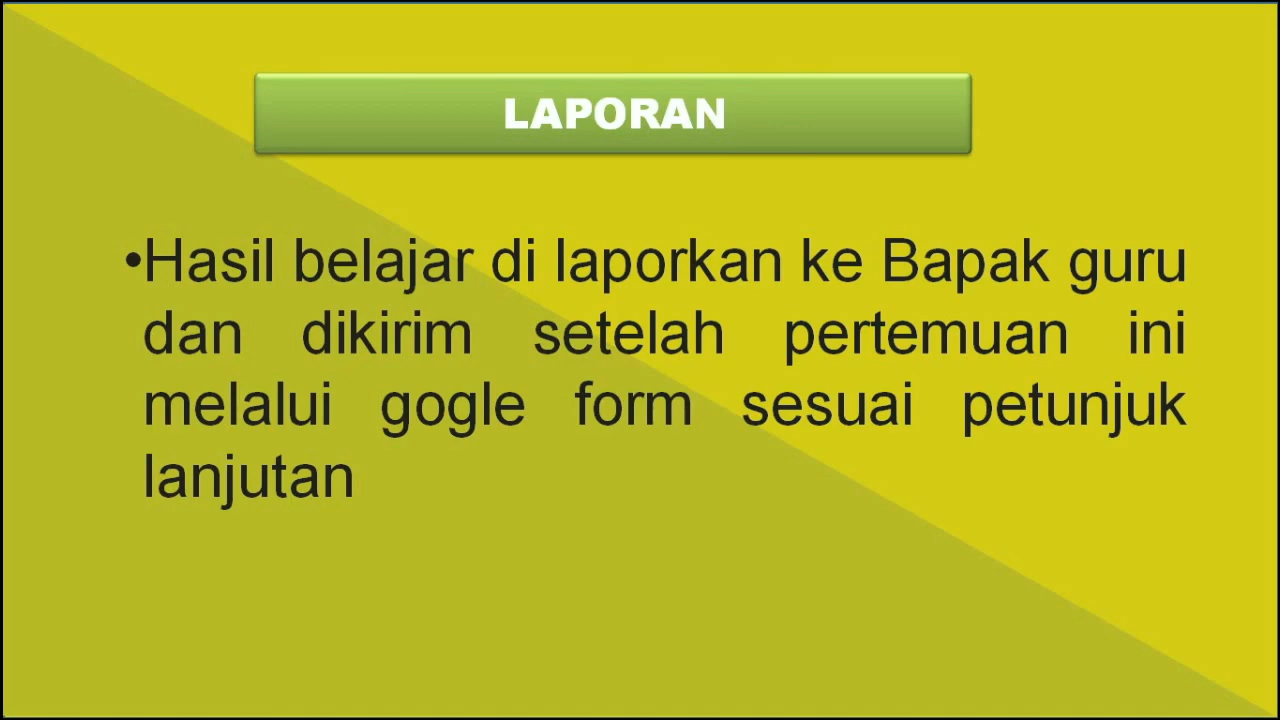 LAPORAN
•Hasil belajar di laporkan ke Bapak guru
dan dikirim setelah pertemuan ini
melalui gogle form sesuai petunjuk
lanjutan